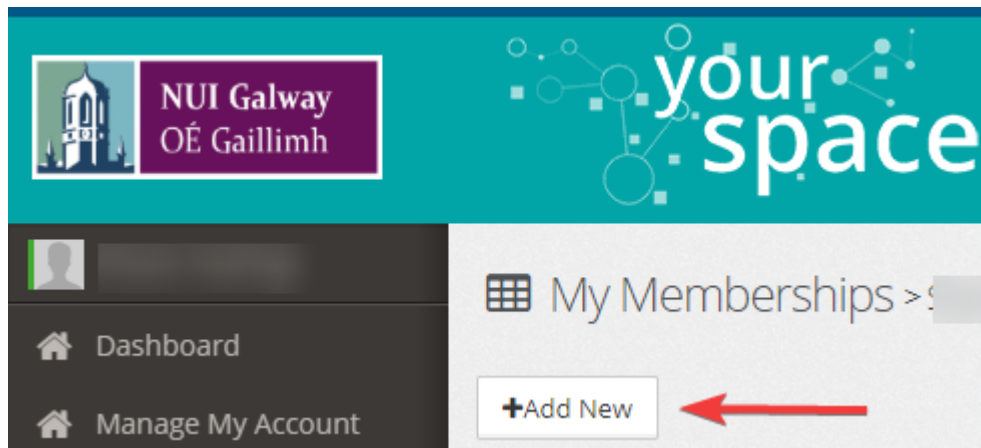 NUI Galway
OÉ Gaillimh
your
space
Dashboard
Manage My Account
My Memberships >
+Add New